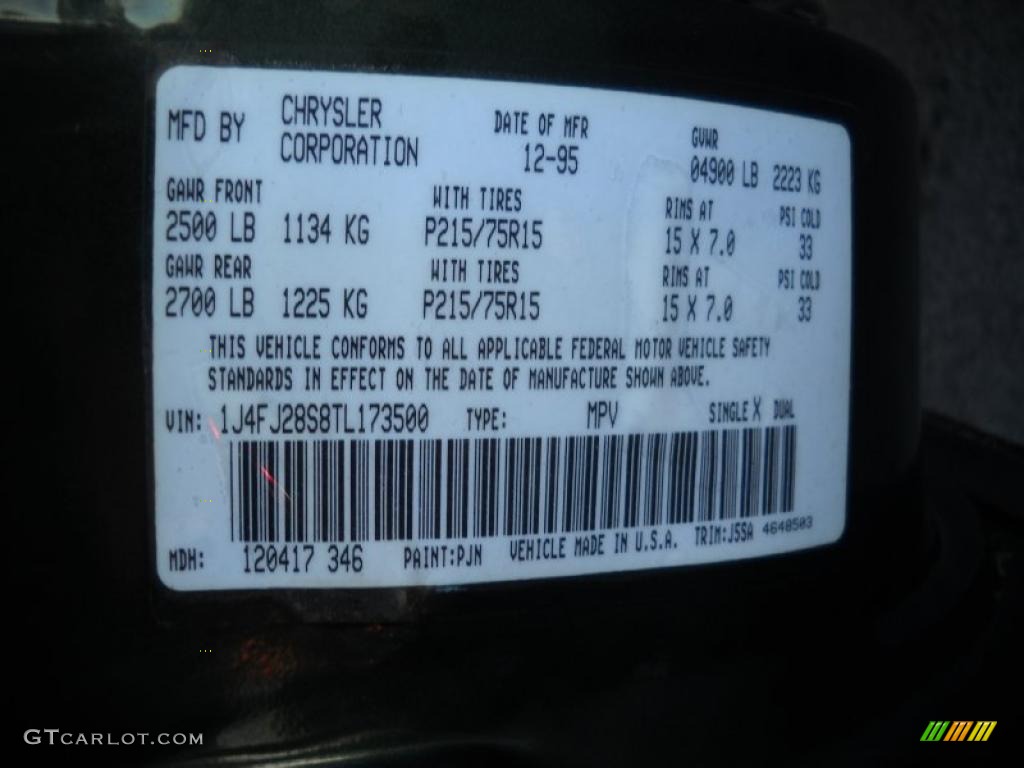 MFD BY CHRYSLER CORPORATION DATE OF MFR 12-95 GVWR 04900 LB 2223 KG
GAWR FRONT WITH TIRES RIMS AT PSI COLD
2500 LB 1134 KG P215/75R15 15 X 7.0 33
GAWR REAR WITH TIRES RIMS AT PSI COLD
2700 LB 1225 KG P215/75R15 15 X 7.0 33
THIS VEHICLE CONFORMS TO ALL APPLICABLE FEDERAL MOTOR VEHICLE SAFETY
STANDARDS IN EFFECT ON THE DATE OF MANUFACTURE SHOWN ABOVE.
VIN: 1J4FJ28S8TL173500 TYPE: MPV SINGLE X DUAL
MDH: 120417 346 PAINT:PJN VEHICLE MADE IN U.S.A. TRIM:J5SA 4648503
GTCARLOT.COM